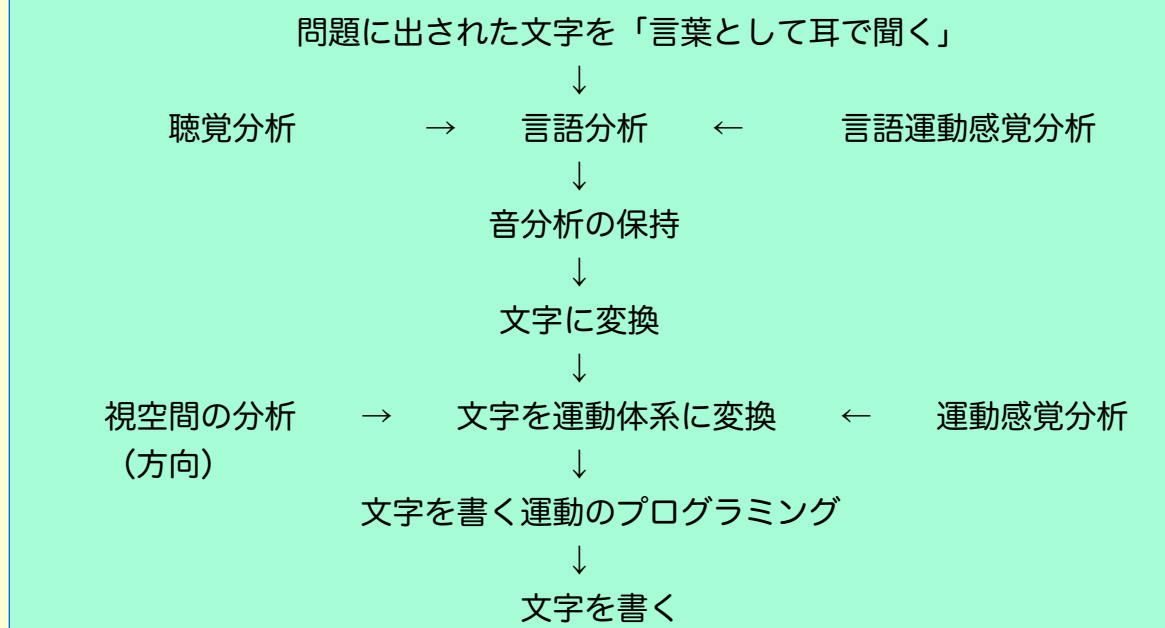 問題に出された文字を「言葉として耳で聞く」
↓
聴覚分析 → 言語分析 ← 言語運動感覚分析
↓
音分析の保持
↓
文字に変換
↓
視空間の分析 → 文字を運動体系に変換 ← 運動感覚分析
（方向） ↓
文字を書く運動のプログラミング
↓
文字を書く